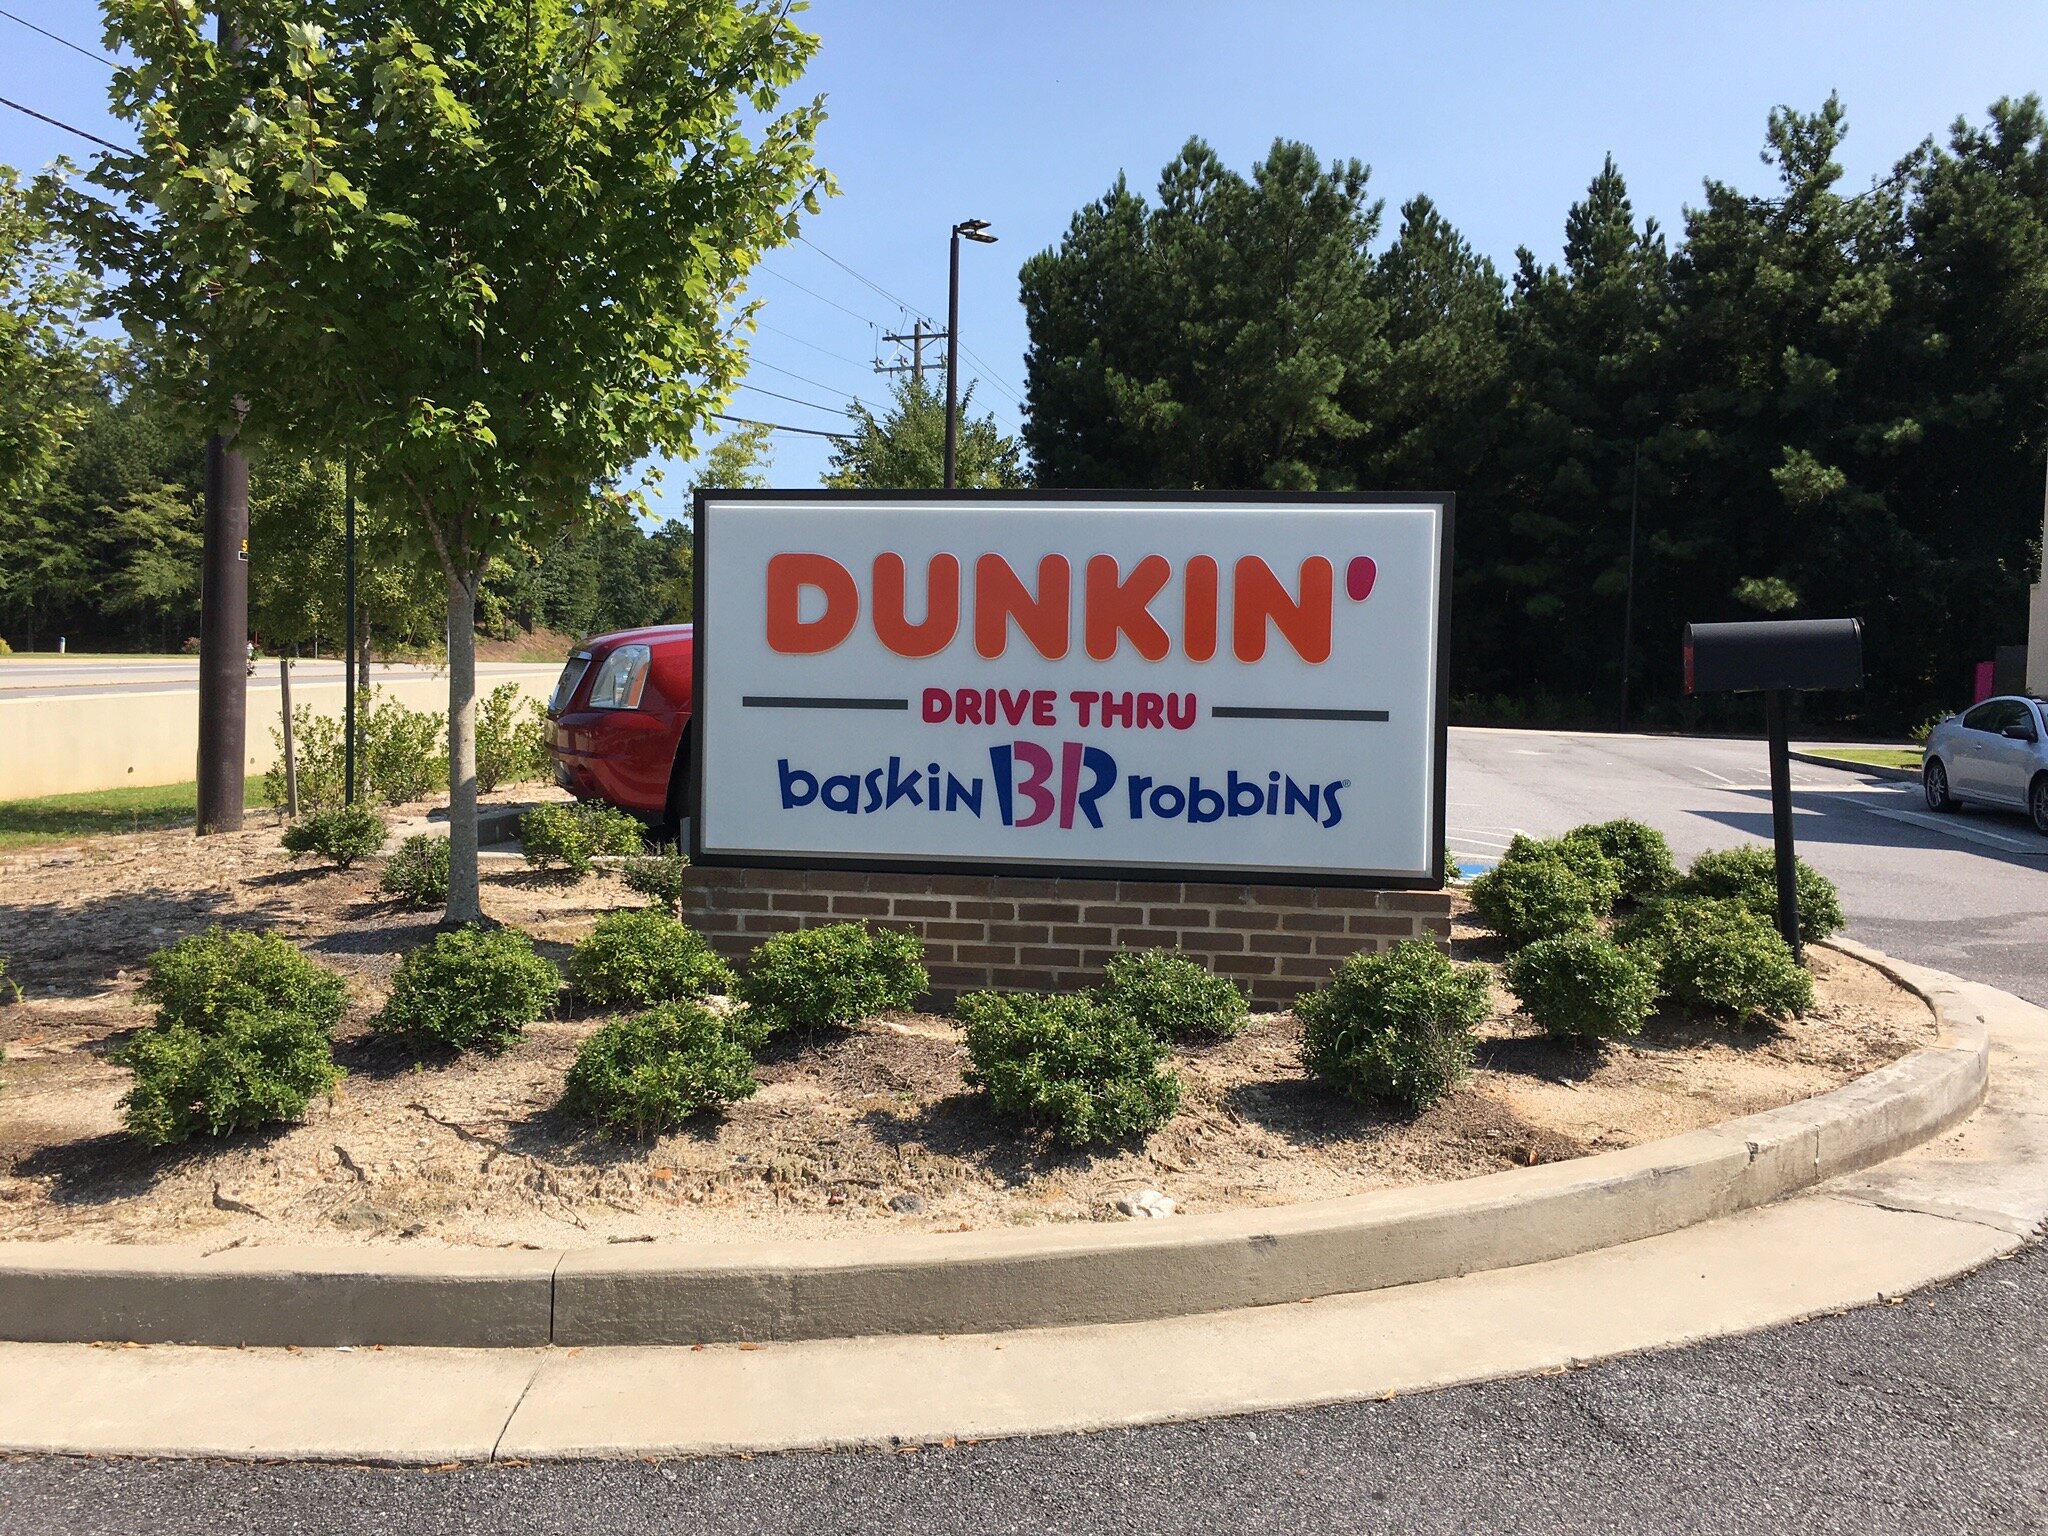 DUNKIN'
DRIVE THRU
baskin BR robbins®